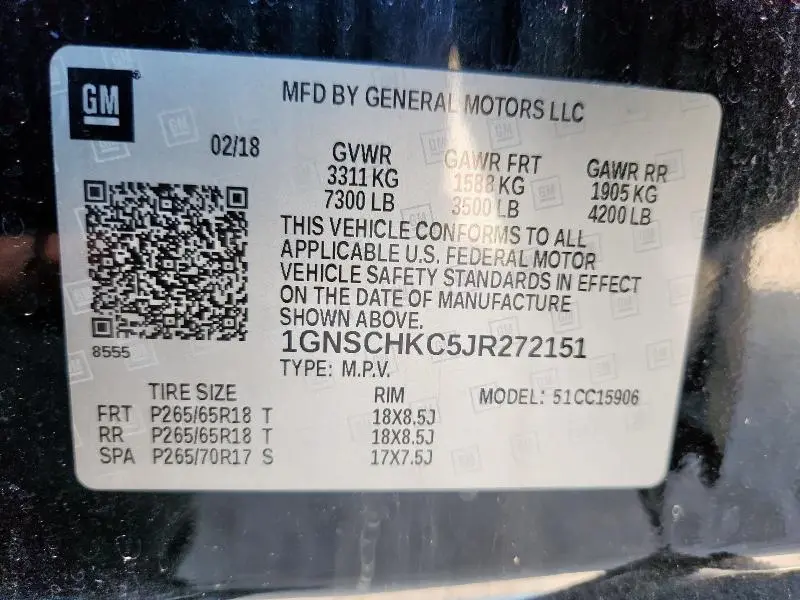 GM
MFD BY GENERAL MOTORS LLC
02/18
GVWR
3311 KG
7300 LB
GAWR FRT
1588 KG
3500 LB
GAWR RR
1905 KG
4200 LB
THIS VEHICLE CONFORMS TO ALL
APPLICABLE U.S. FEDERAL MOTOR
VEHICLE SAFETY STANDARDS IN EFFECT
ON THE DATE OF MANUFACTURE
SHOWN ABOVE.
8555
1GNSCHKC5JR272151
TYPE: M.P.V.
TIRE SIZE RIM MODEL: 51CC15906
FRT P265/65R18 T 18X8.5J
RR P265/65R18 T 18X8.5J
SPA P265/70R17 S 17X7.5J